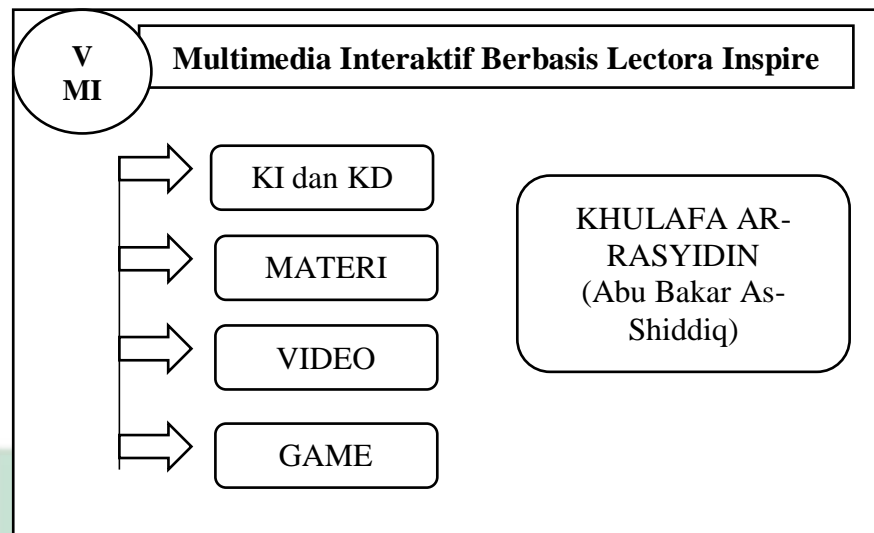 V
MI
Multimedia Interaktif Berbasis Lectora Inspire
KI dan KD
MATERI
VIDEO
GAME
KHULAFA AR-
RASYIDIN
(Abu Bakar As-
Shiddiq)